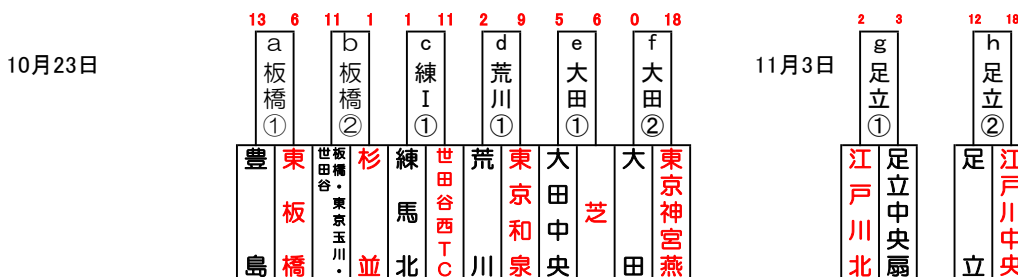 13 6 11 1 1 11 2 9 5 6 0 18 2 3 12 18
10月23日 11月3日
a 板橋①
b 板橋②
c 練I①
d 荒川①
e 大田①
f 大田②
g 足立①
h 足立②
豊島
東板橋
板橋・東京玉川・世田谷
杉並
練馬北
世田谷西TC
荒川
東京和泉
大田中央
芝
大田
東京神宮燕
江戸川北
足立中央扇
足立
江戸川中央